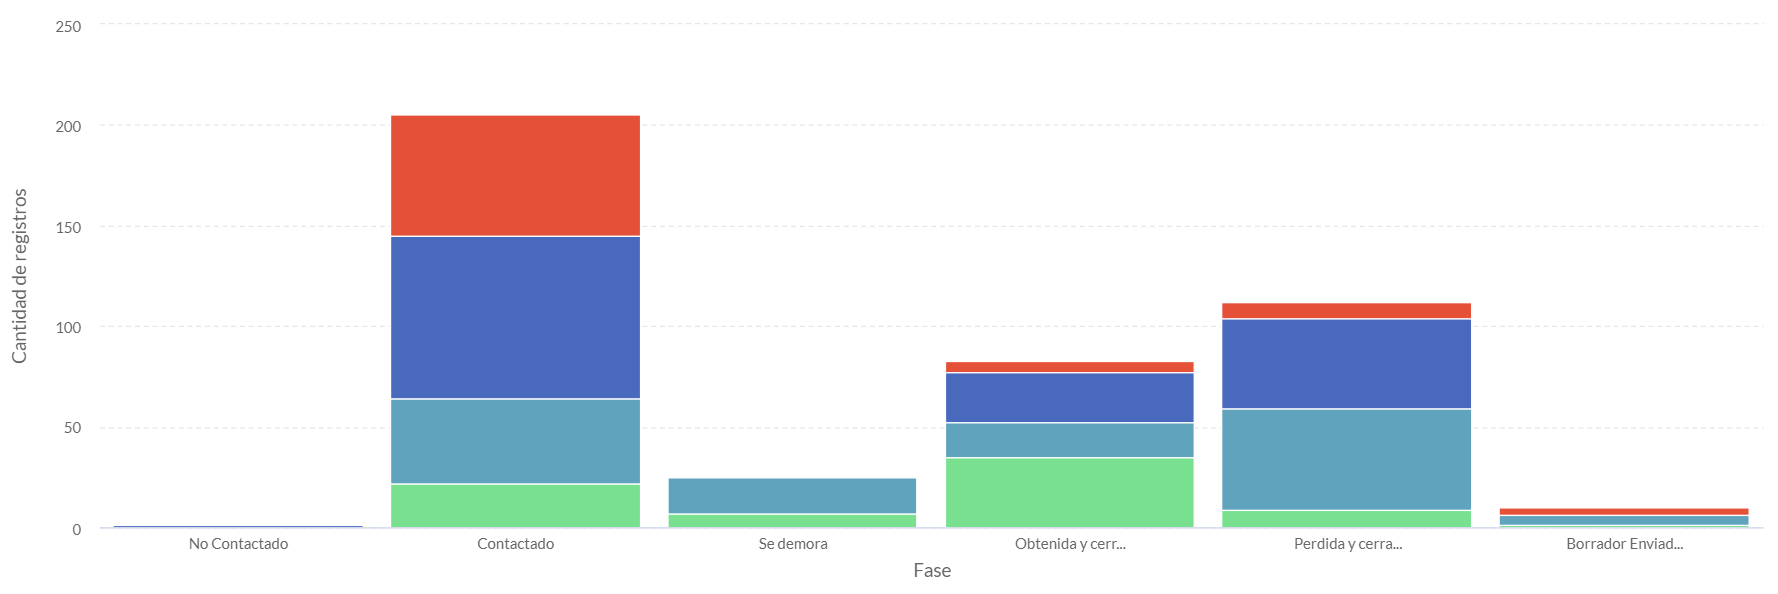 Cantidad de registros
250
200
150
100
50
0
No Contactado
Contactado
Se demora
Obtenida y cerr...
Perdida y cerra...
Borrador Enviad...
Fase